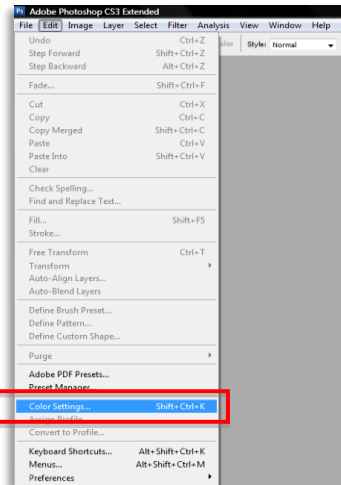 Ps Adobe Photoshop CS3 Extended
File Edit Image Layer Select Filter Analysis View Window Help
Undo Ctrl+Z
Step Forward Shift+Ctrl+Z
Step Backward Alt+Ctrl+Z
Style: Normal
Fade... Shift+Ctrl+F
Cut Ctrl+X
Copy Ctrl+C
Copy Merged Shift+Ctrl+C
Paste Ctrl+V
Paste Into Shift+Ctrl+V
Clear
Check Spelling...
Find and Replace Text...
Fill... Shift+F5
Stroke...
Free Transform Ctrl+T
Transform
Auto-Align Layers...
Auto-Blend Layers
Define Brush Preset...
Define Pattern...
Define Custom Shape...
Purge
Adobe PDF Presets...
Preset Manager...
Color Settings... Shift+Ctrl+K
Assign Profile...
Convert to Profile...
Keyboard Shortcuts... Alt+Shift+Ctrl+K
Menus... Alt+Shift+Ctrl+M
Preferences